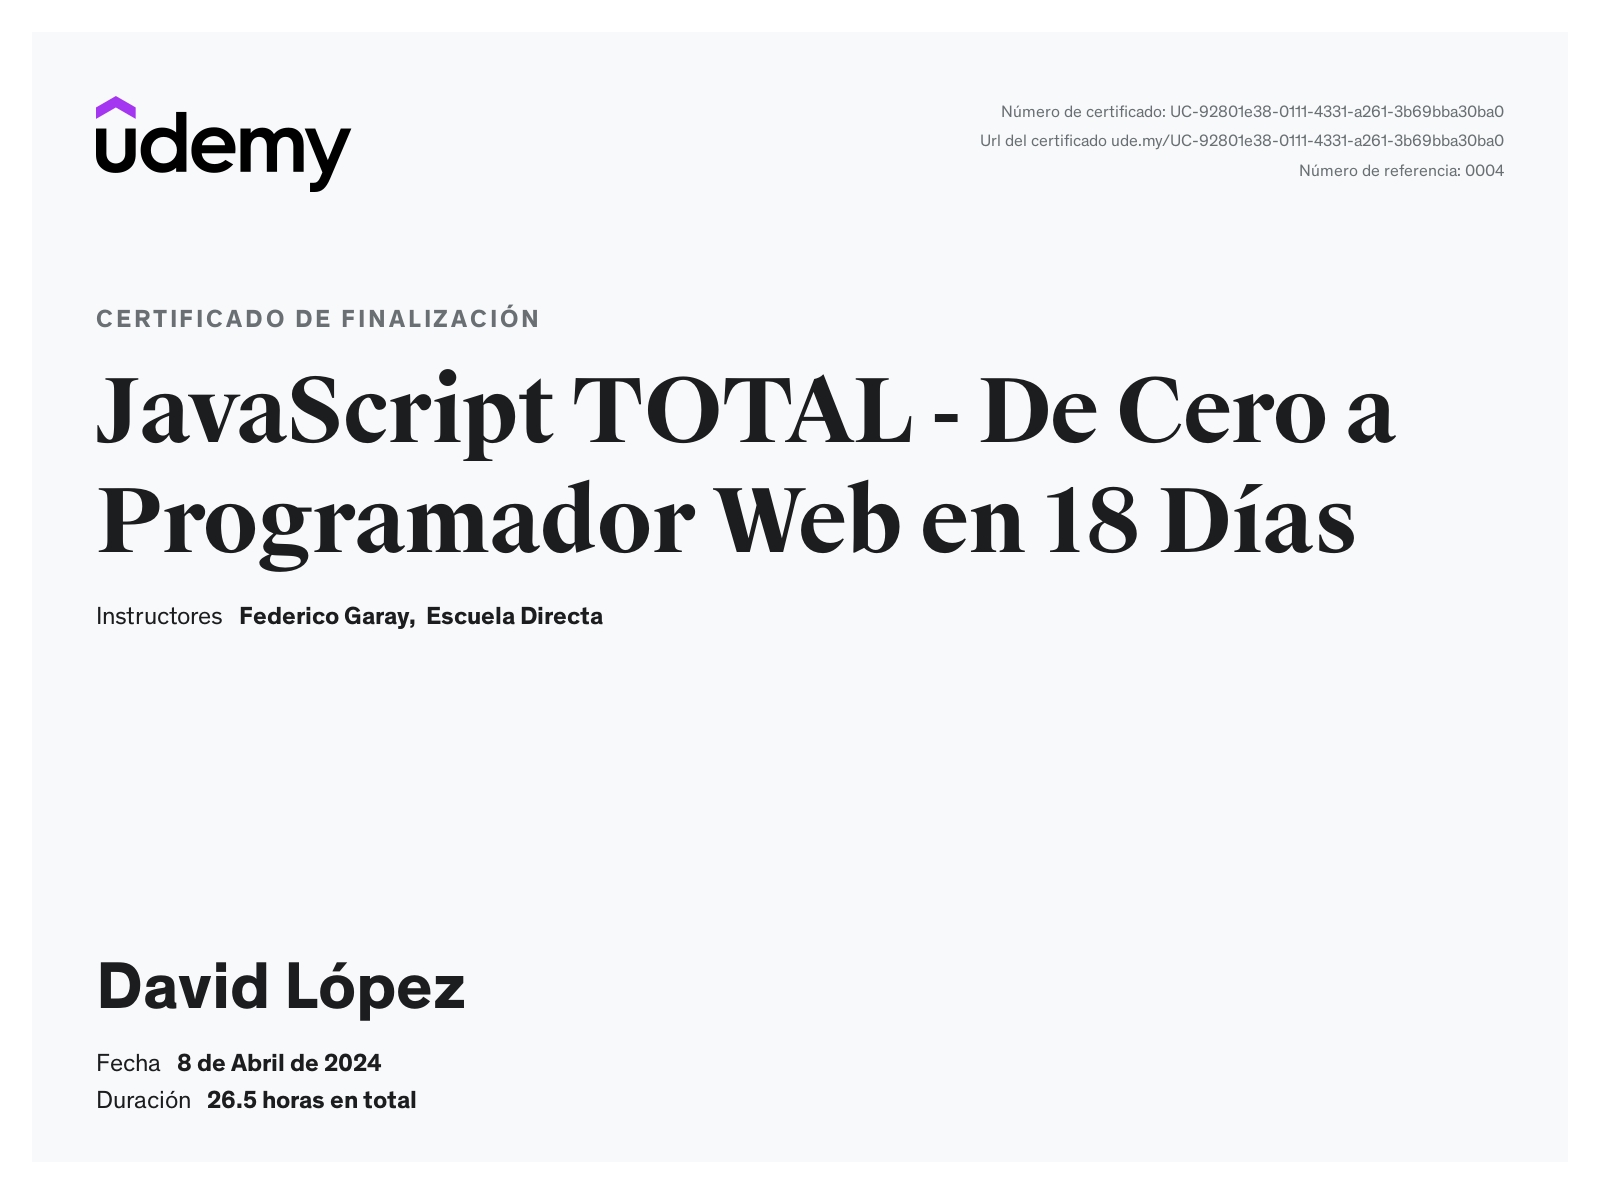 udemy
Número de certificado: UC-92801e38-0111-4331-a261-3b69bba30ba0
Url del certificado ude.my/UC-92801e38-0111-4331-a261-3b69bba30ba0
Número de referencia: 0004
CERTIFICADO DE FINALIZACIÓN
JavaScript TOTAL - De Cero a
Programador Web en 18 Días
Instructores Federico Garay, Escuela Directa
David López
Fecha 8 de Abril de 2024
Duración 26.5 horas en total